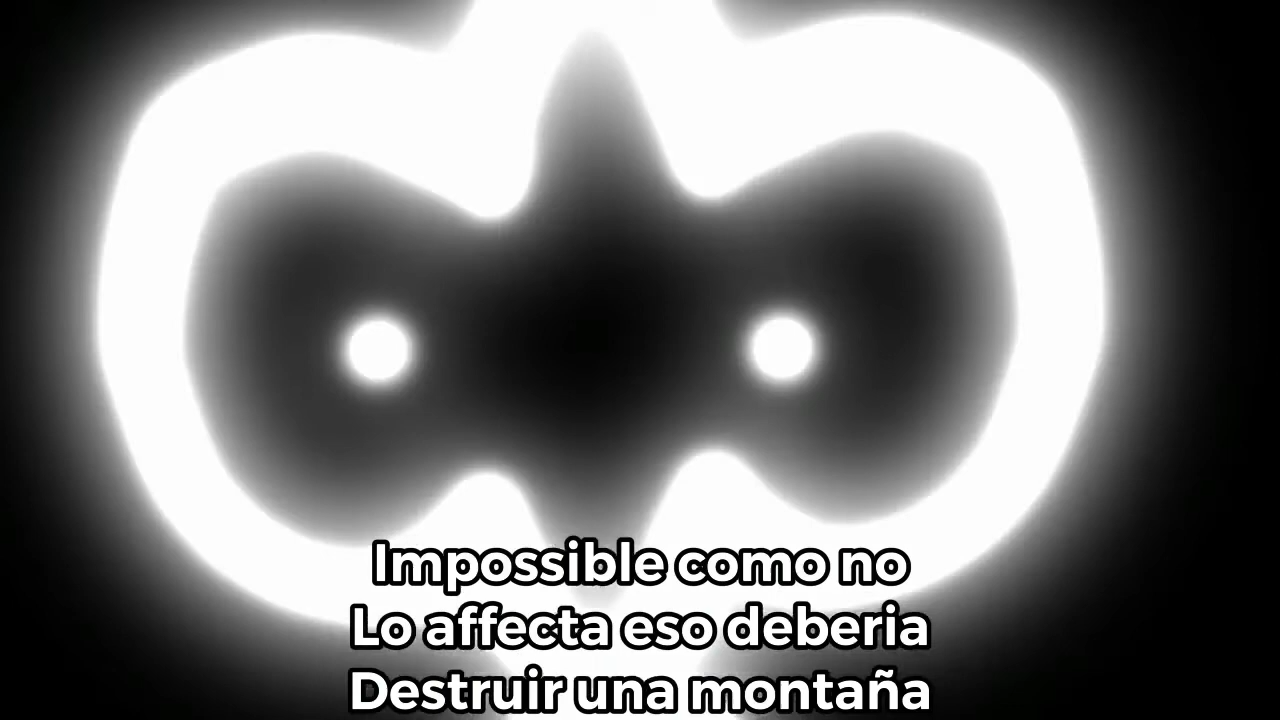 Impossible como no
Lo affecta eso deberia
Destruir una montaña